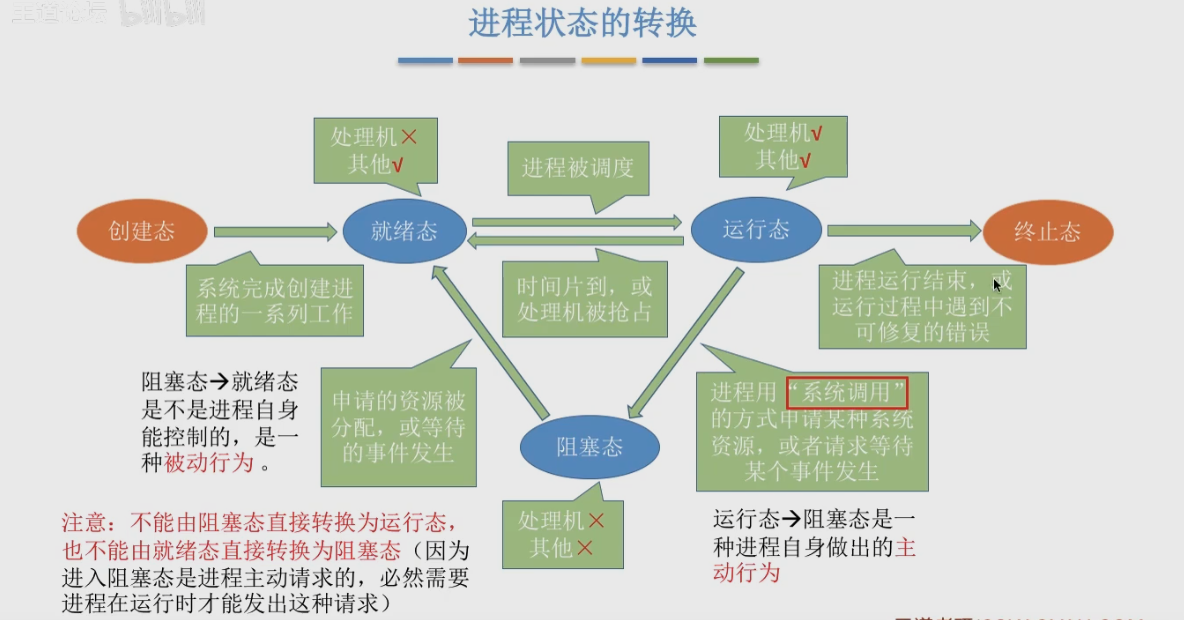 王道论坛 bilibili
进程状态的转换
处理机×
其他√
进程被调度
处理机√
其他√
创建态
就绪态
运行态
终止态
系统完成创建进
程的一系列工作
时间片到，或
处理机被抢占
进程运行结束，或
运行过程中遇到不
可修复的错误
阻塞态→就绪态
是不是进程自身
能控制的，是一
种被动行为。
申请的资源被
分配，或等待
的事件发生
进程用“系统调用”
的方式申请某种系统
资源，或者请求等待
某个事件发生
阻塞态
处理机×
其他×
运行态→阻塞态是一
种进程自身做出的主
动行为
注意：不能由阻塞态直接转换为运行态，
也不能由就绪态直接转换为阻塞态（因为
进入阻塞态是进程主动请求的，必然需要
进程在运行时才能发出这种请求）